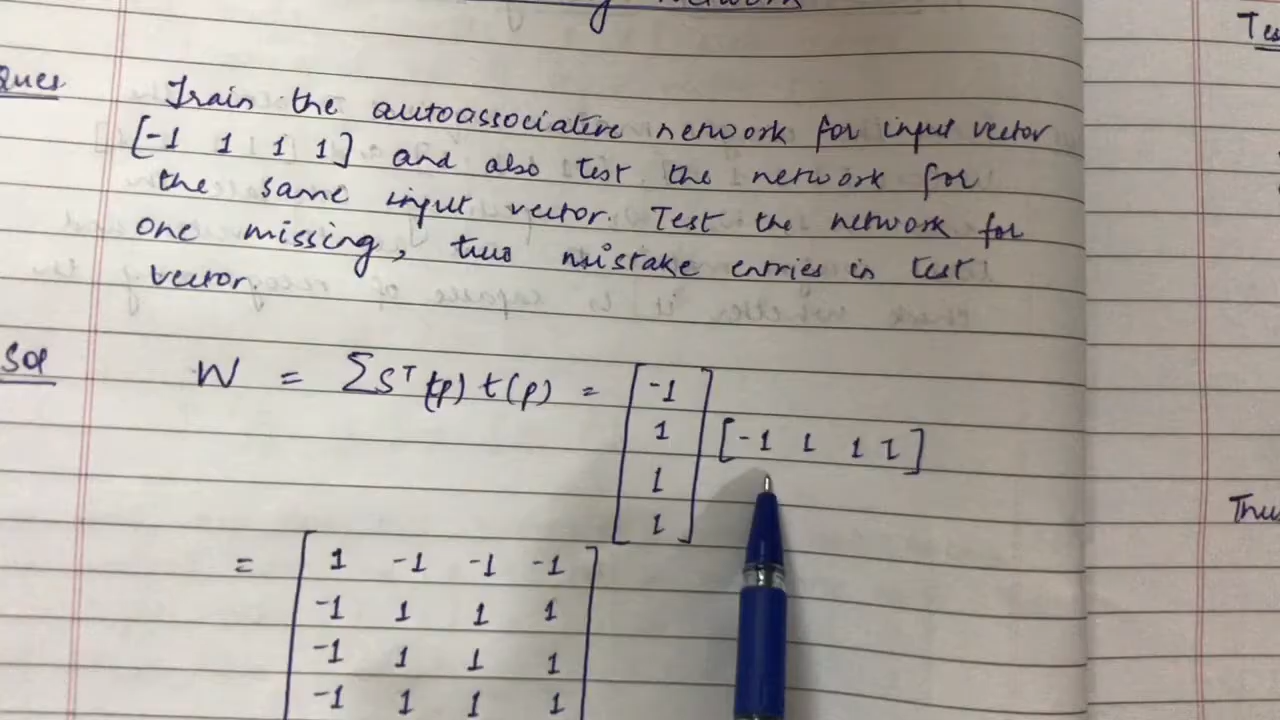 network
Ques Train the autoassociative network for input vector
[-1 1 1 1] and also test the network for
the same input vector. Test the network for
one missing, two mistake entries in test
vector.
Sol W = ΣSᵀ(p) t(p) = [-1 1 1 1] [-1 1 1 1]
= [1 -1 -1 -1
-1 1 1 1
-1 1 1 1
-1 1 1 1]